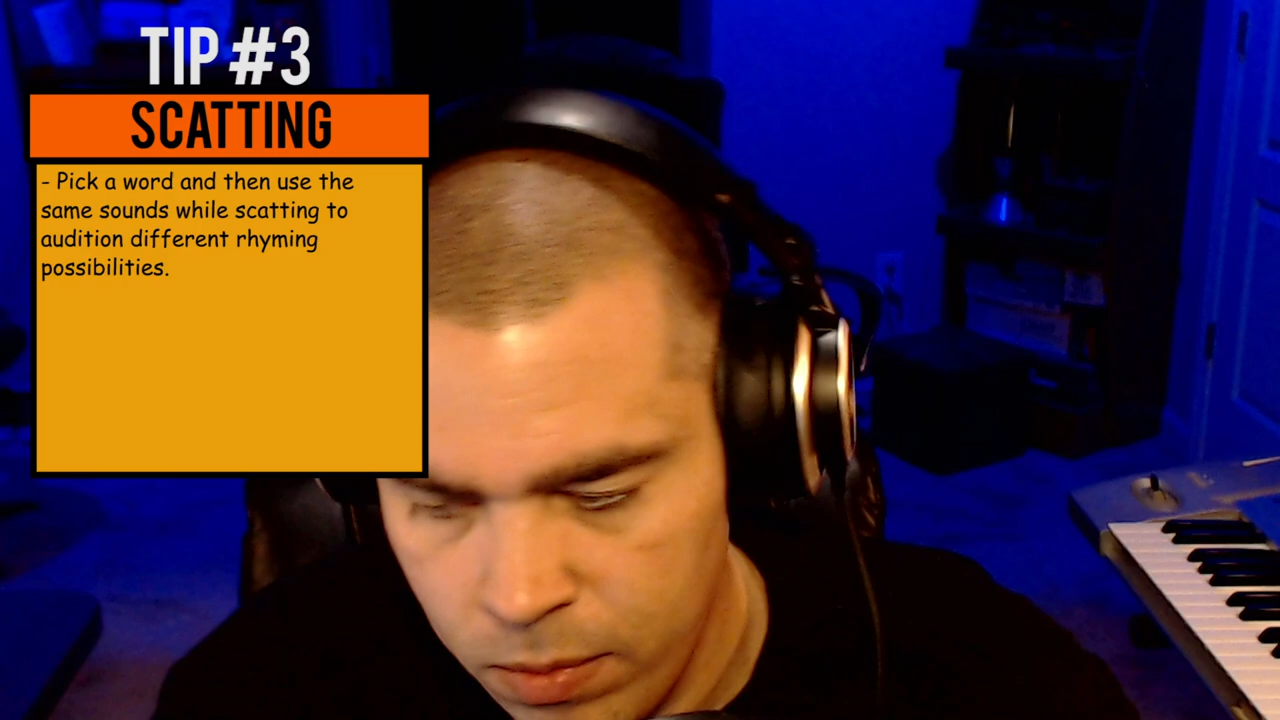 TIP #3
SCATTING
- Pick a word and then use the
same sounds while scatting to
audition different rhyming
possibilities.